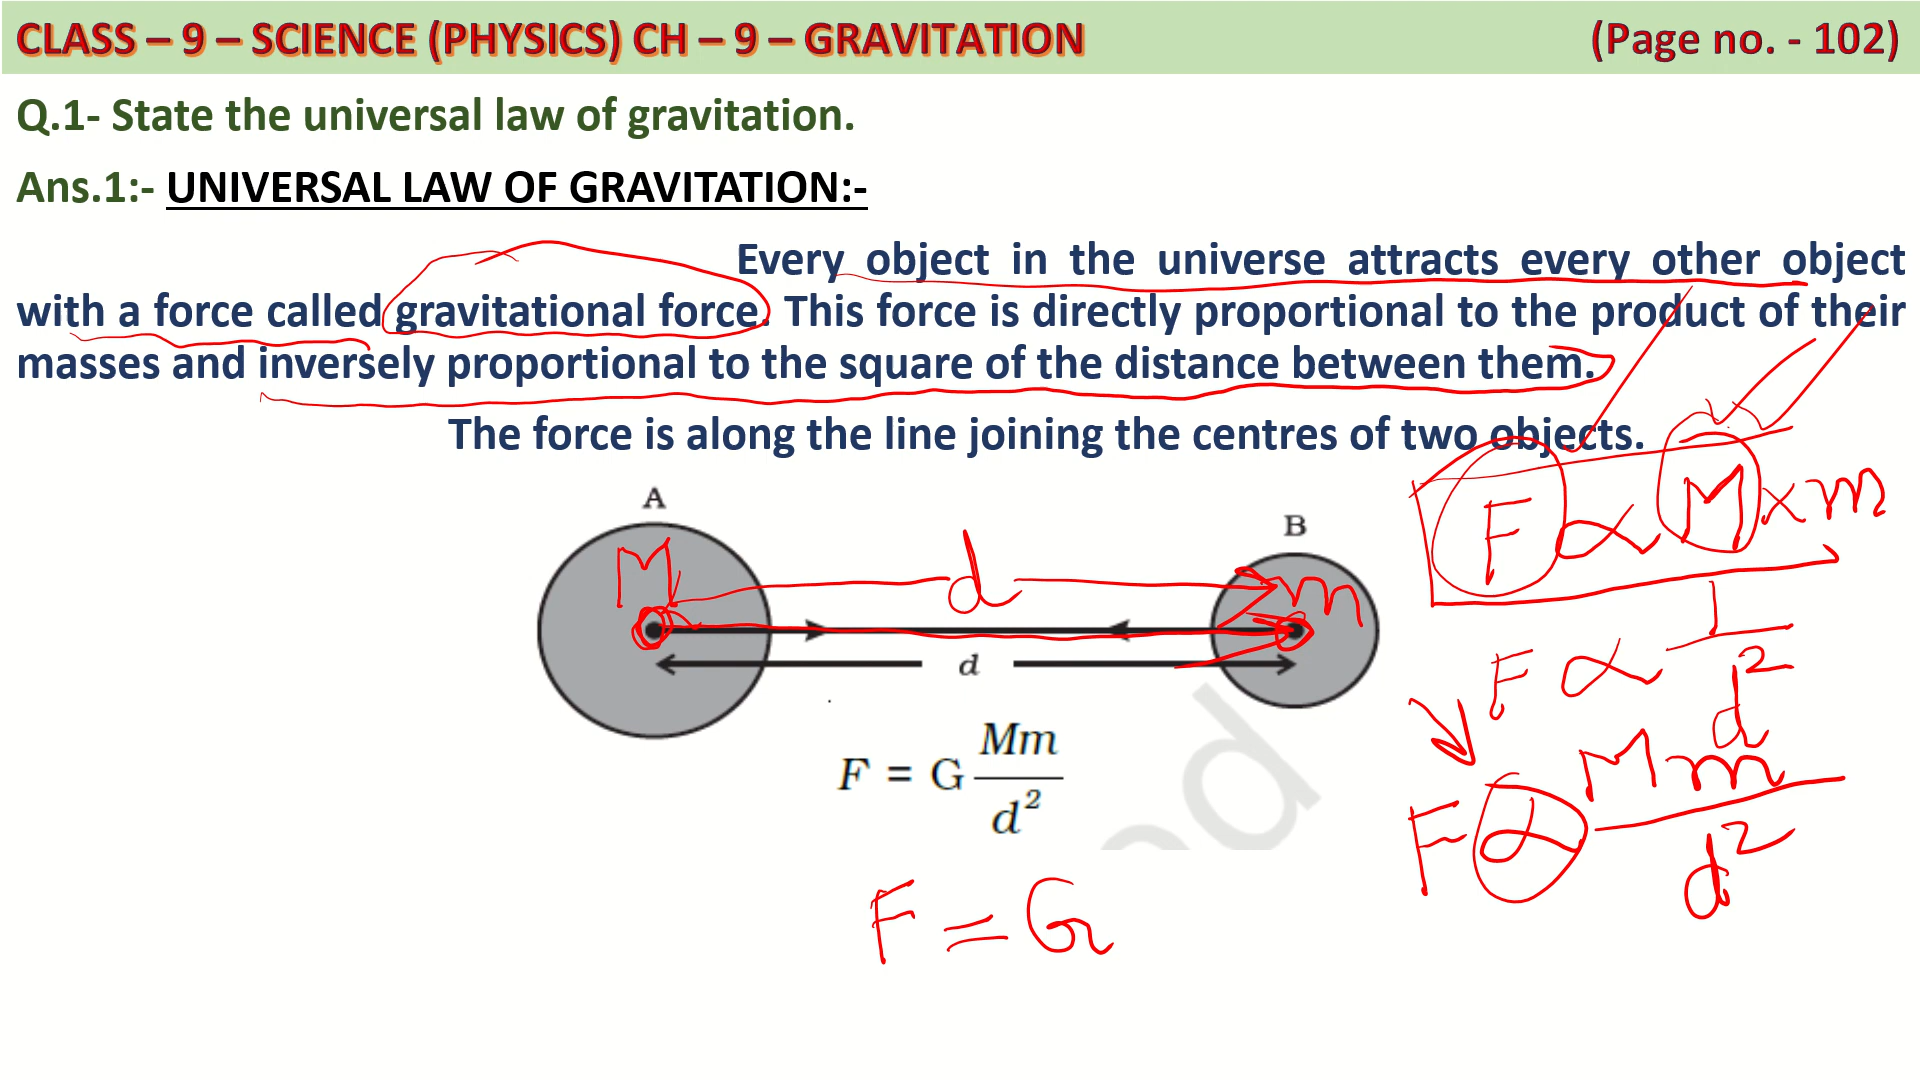 CLASS – 9 – SCIENCE (PHYSICS) CH – 9 – GRAVITATION (Page no. - 102)
Q.1- State the universal law of gravitation.
Ans.1:- UNIVERSAL LAW OF GRAVITATION:-
Every object in the universe attracts every other object
with a force called gravitational force. This force is directly proportional to the product of their
masses and inversely proportional to the square of the distance between them.
The force is along the line joining the centres of two objects.
A
B
M
d
m
d
F = G Mm/d²
F ∝ M × m
F ∝ 1/d²
F ∝ Mm/d²
F = G